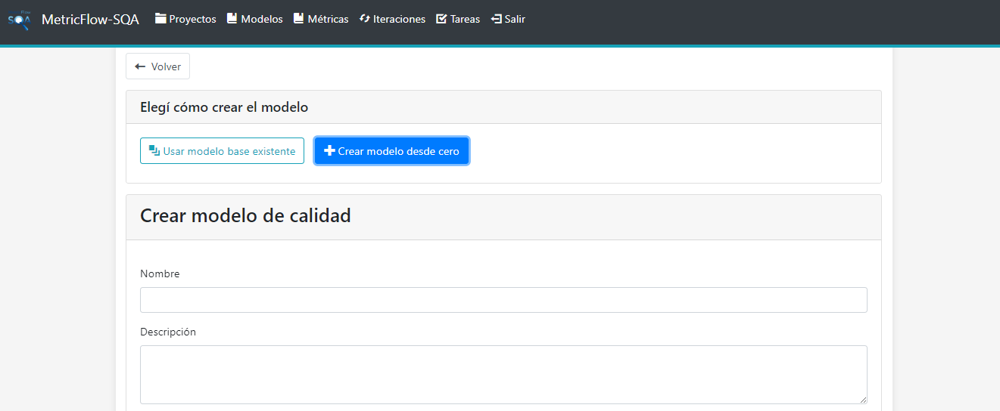 Flow
SQA
MetricFlow-SQA Proyectos Modelos Métricas Iteraciones Tareas Salir
Volver
Elegí cómo crear el modelo
Usar modelo base existente Crear modelo desde cero
Crear modelo de calidad
Nombre
Descripción